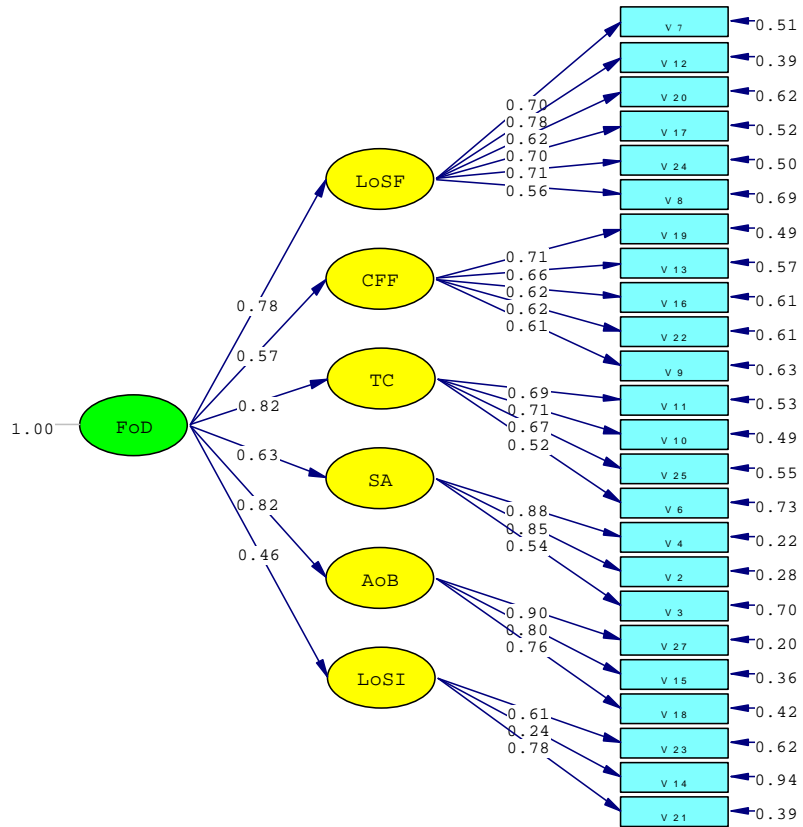 V 7 0.51
V 12 0.39
0.70 V 20 0.62
0.78
0.62 V 17 0.52
0.70
LoSF 0.71 V 24 0.50
0.56 V 8 0.69
V 19 0.49
0.71 V 13 0.57
CFF 0.66
0.62 V 16 0.61
0.78 0.62 V 22 0.61
0.61
0.57 V 9 0.63
TC 0.69 V 11 0.53
0.82 0.71
1.00 FoD 0.67 V 10 0.49
0.52 V 25 0.55
0.63
SA V 6 0.73
0.82 0.88 V 4 0.22
0.85
0.54
0.46 V 2 0.28
AoB V 3 0.70
0.90 V 27 0.20
0.80
0.76 V 15 0.36
LoSI V 18 0.42
0.61 V 23 0.62
0.24
0.78 V 14 0.94
V 21 0.39